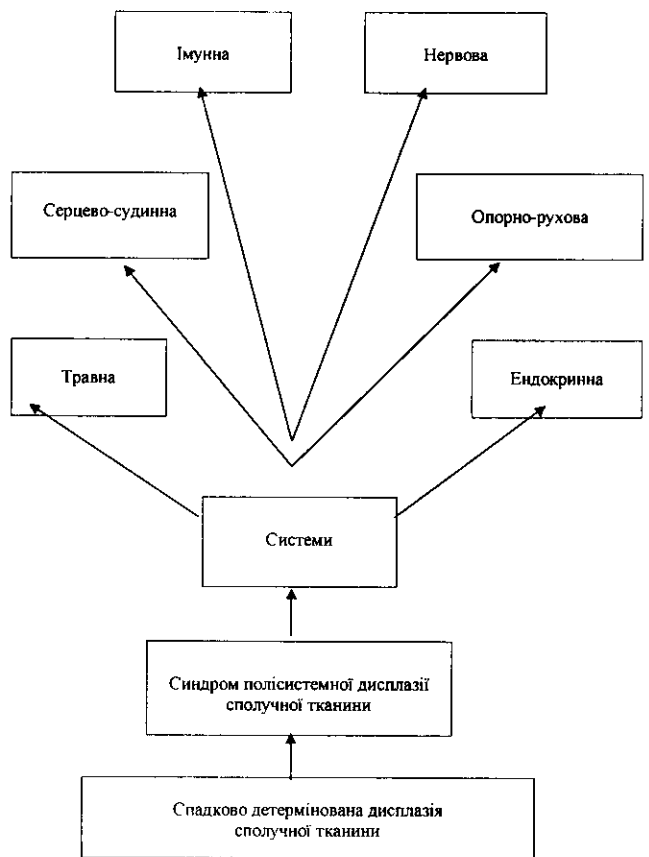 Імунна
Нервова
Серцево-судинна
Опорно-рухова
Травна
Ендокринна
Системи
Синдром полісистемної дисплазії
сполучної тканини
Спадково детермінована дисплазія
сполучної тканини